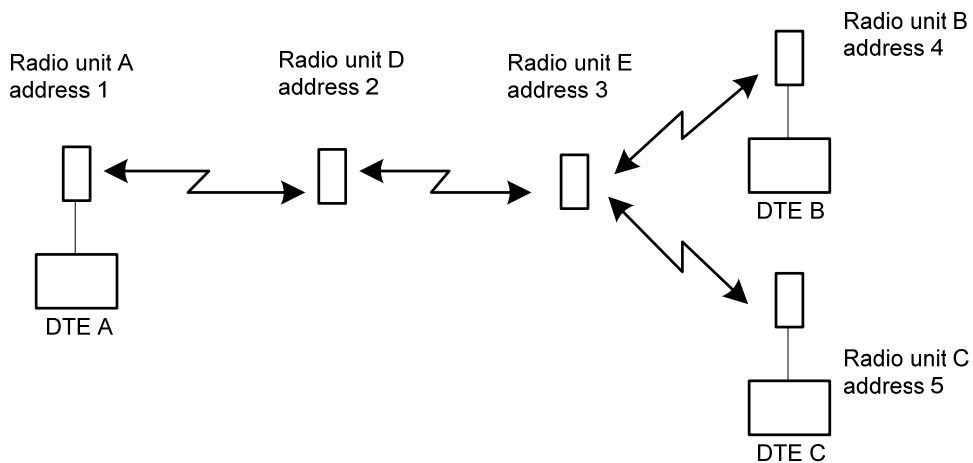 Radio unit A
address 1
Radio unit D
address 2
Radio unit E
address 3
Radio unit B
address 4
DTE A
DTE B
Radio unit C
address 5
DTE C